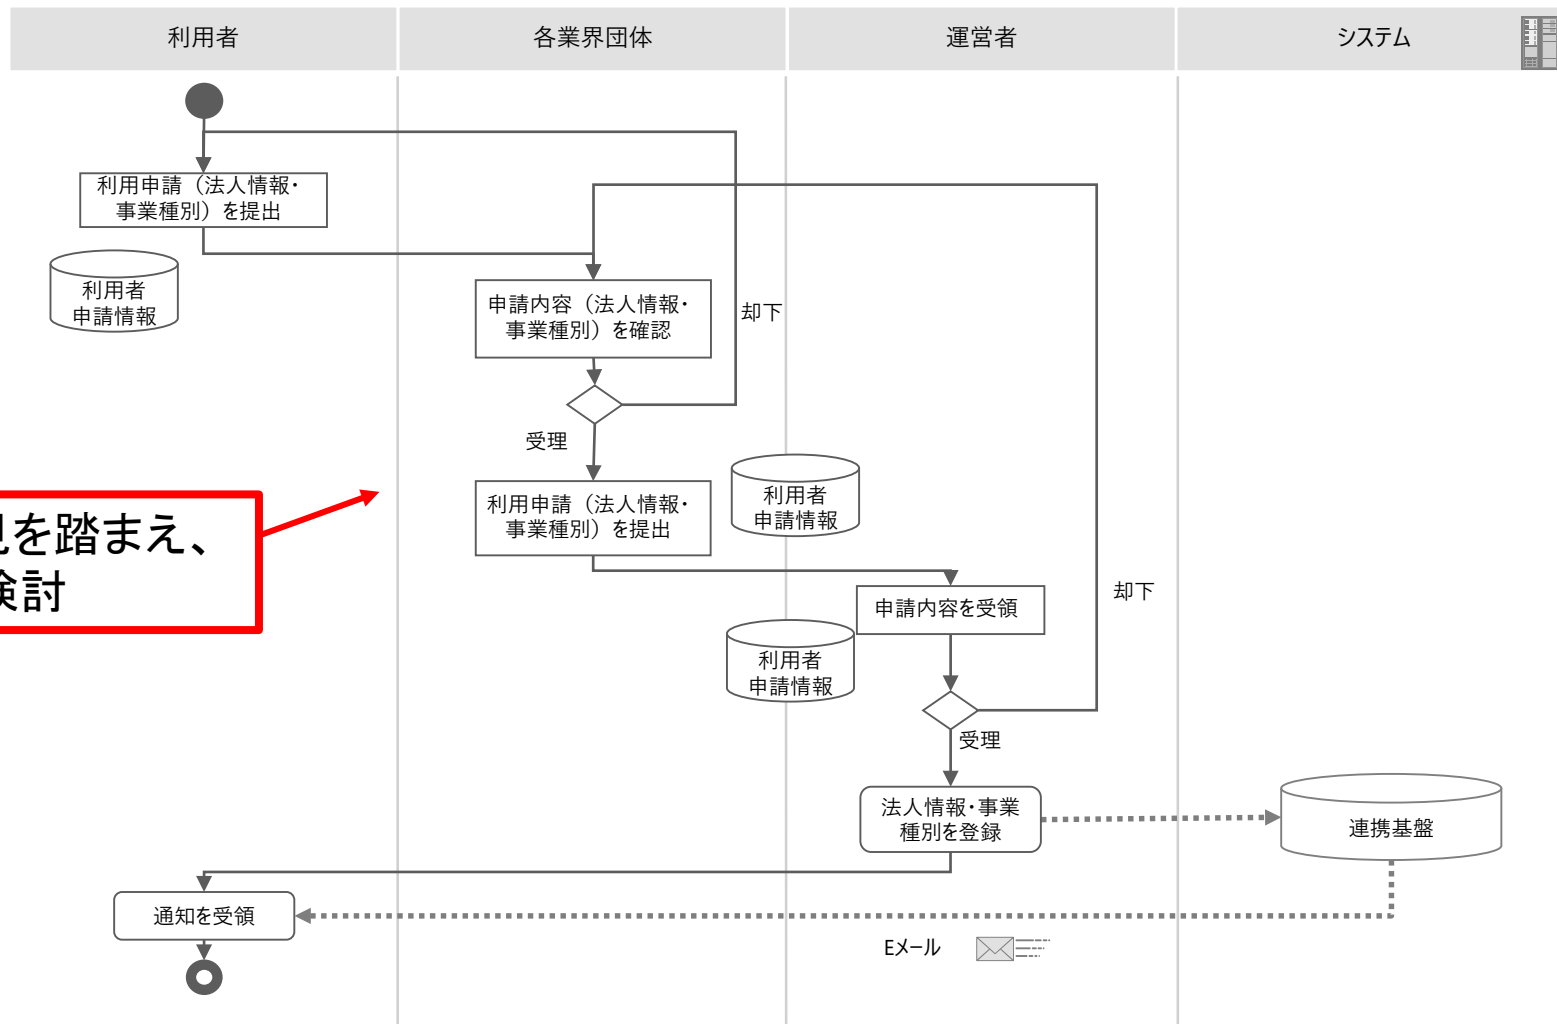 利用者
各業界団体
運営者
システム
利用申請（法人情報・
事業種別）を提出
利用者
申請情報
申請内容（法人情報・
事業種別）を確認
却下
受理
利用申請（法人情報・
事業種別）を提出
利用者
申請情報
見を踏まえ、
検討
申請内容を受領
却下
利用者
申請情報
受理
法人情報・事業
種別を登録
連携基盤
通知を受領
Eメール